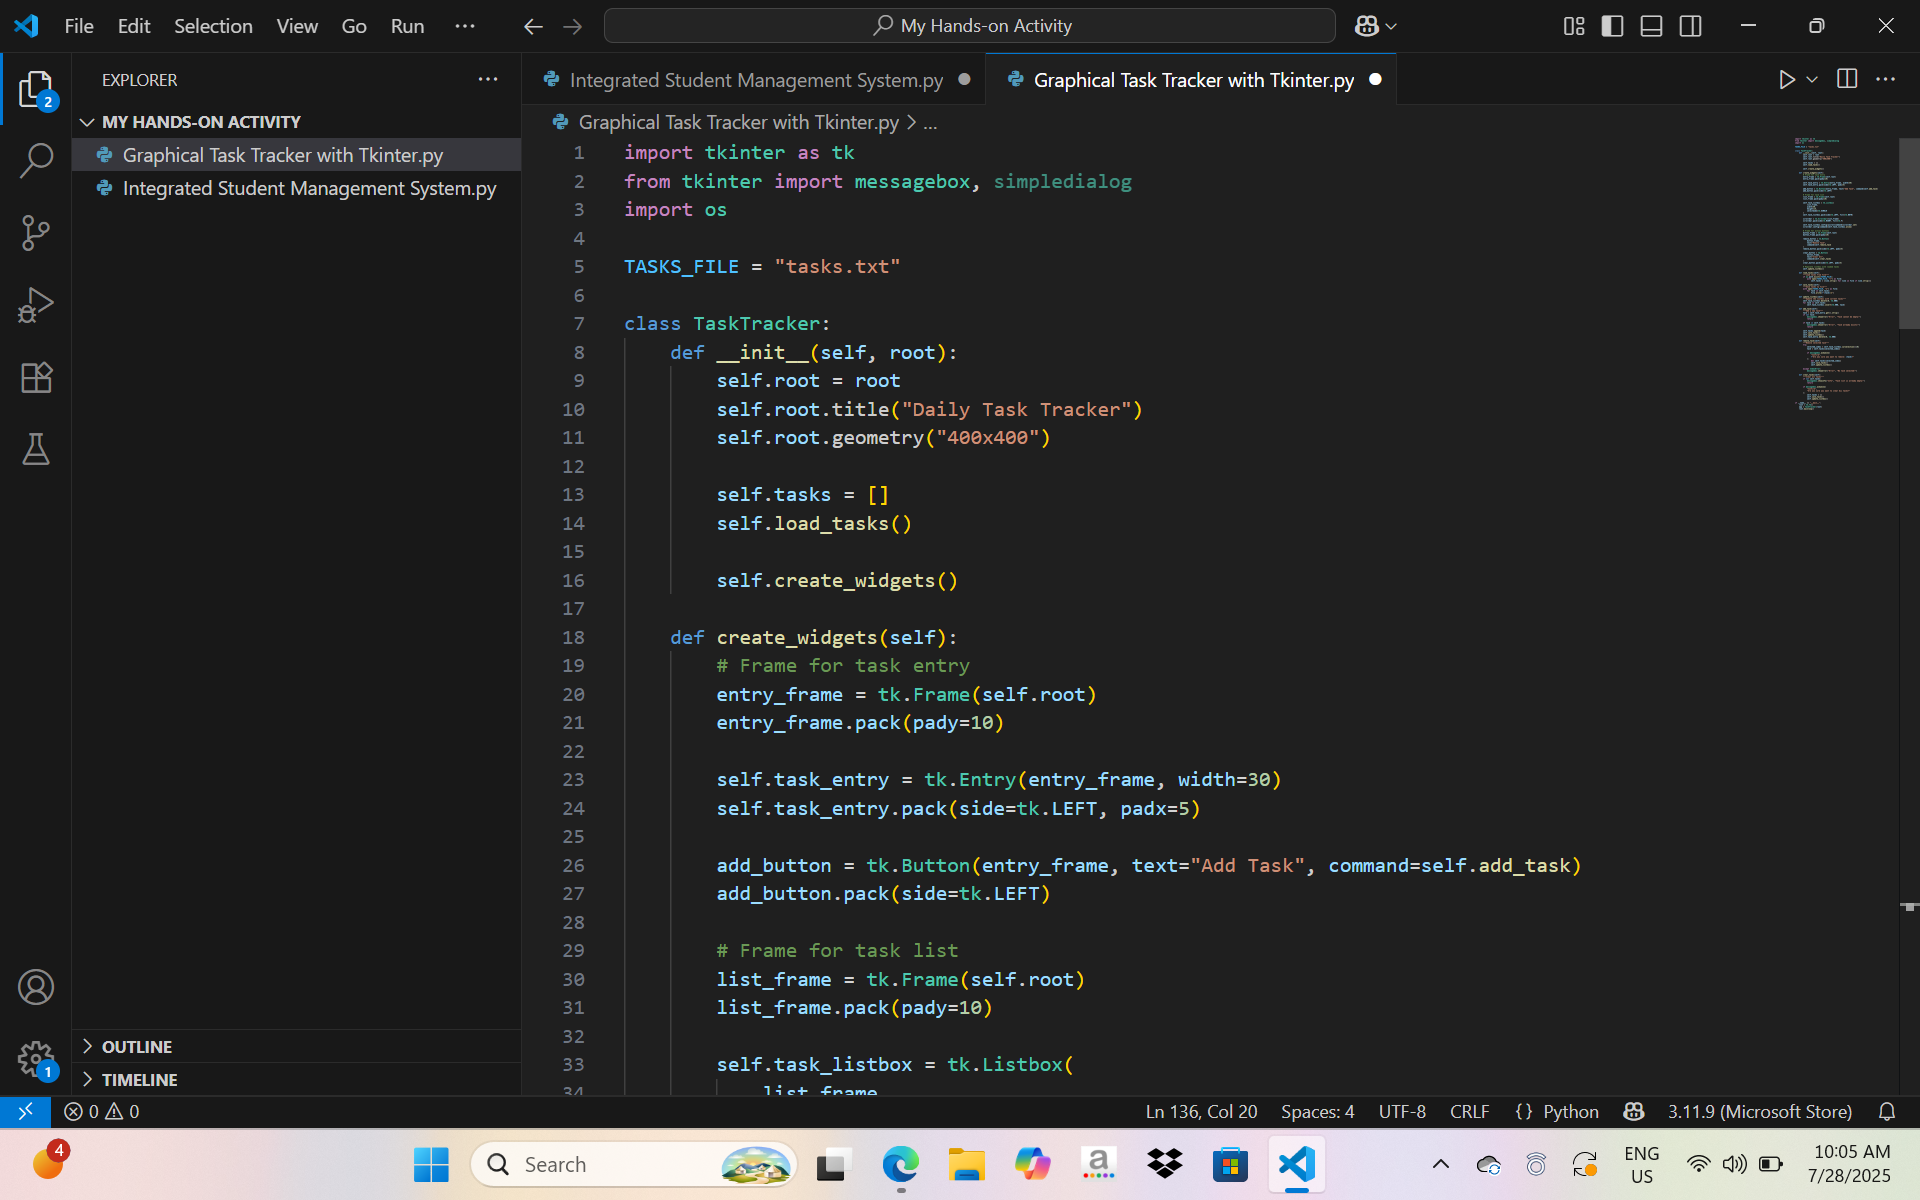 File Edit Selection View Go Run ...
My Hands-on Activity
EXPLORER
2
MY HANDS-ON ACTIVITY
Graphical Task Tracker with Tkinter.py
Integrated Student Management System.py
Integrated Student Management System.py
Graphical Task Tracker with Tkinter.py
Graphical Task Tracker with Tkinter.py > ...
1 import tkinter as tk
2 from tkinter import messagebox, simpledialog
3 import os
4
5 TASKS_FILE = "tasks.txt"
6
7 class TaskTracker:
8 def __init__(self, root):
9 self.root = root
10 self.root.title("Daily Task Tracker")
11 self.root.geometry("400x400")
12
13 self.tasks = []
14 self.load_tasks()
15
16 self.create_widgets()
17
18 def create_widgets(self):
19 # Frame for task entry
20 entry_frame = tk.Frame(self.root)
21 entry_frame.pack(pady=10)
22
23 self.task_entry = tk.Entry(entry_frame, width=30)
24 self.task_entry.pack(side=tk.LEFT, padx=5)
25
26 add_button = tk.Button(entry_frame, text="Add Task", command=self.add_task)
27 add_button.pack(side=tk.LEFT)
28
29 # Frame for task list
30 list_frame = tk.Frame(self.root)
31 list_frame.pack(pady=10)
32
33 self.task_listbox = tk.Listbox(
34 list_frame
OUTLINE
1
TIMELINE
0 0
Ln 136, Col 20 Spaces: 4 UTF-8 CRLF {} Python 3.11.9 (Microsoft Store)
4
Search
a
ENG
US
10:05 AM
7/28/2025